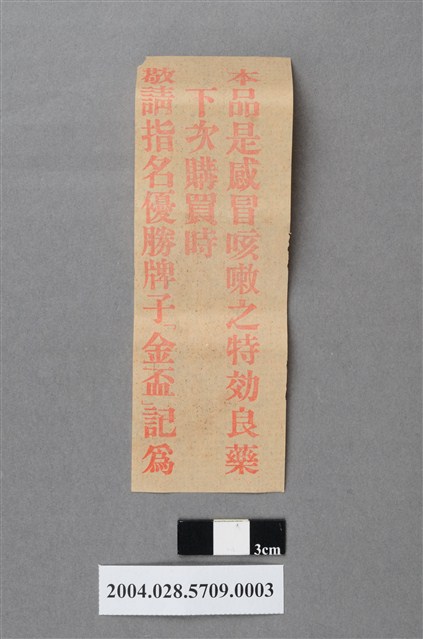 本品是感冒咳嗽之特効良藥
下次購買時
敬請指名優勝牌子「金盃」記為
3cm
2004.028.5709.0003